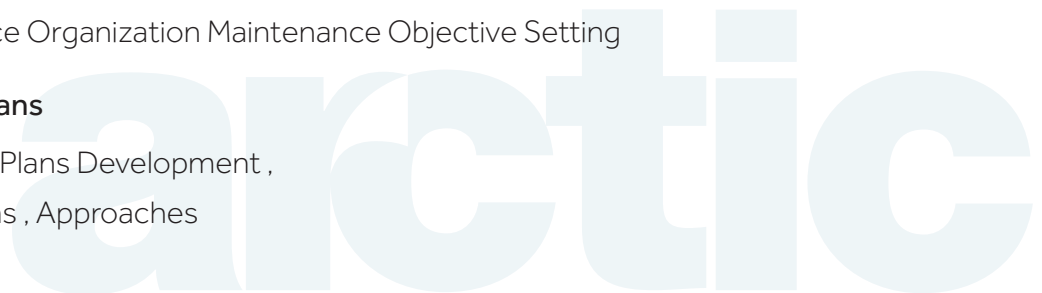 ce Organization Maintenance Objective Setting
ans
Plans Development ,
s , Approaches
arctic